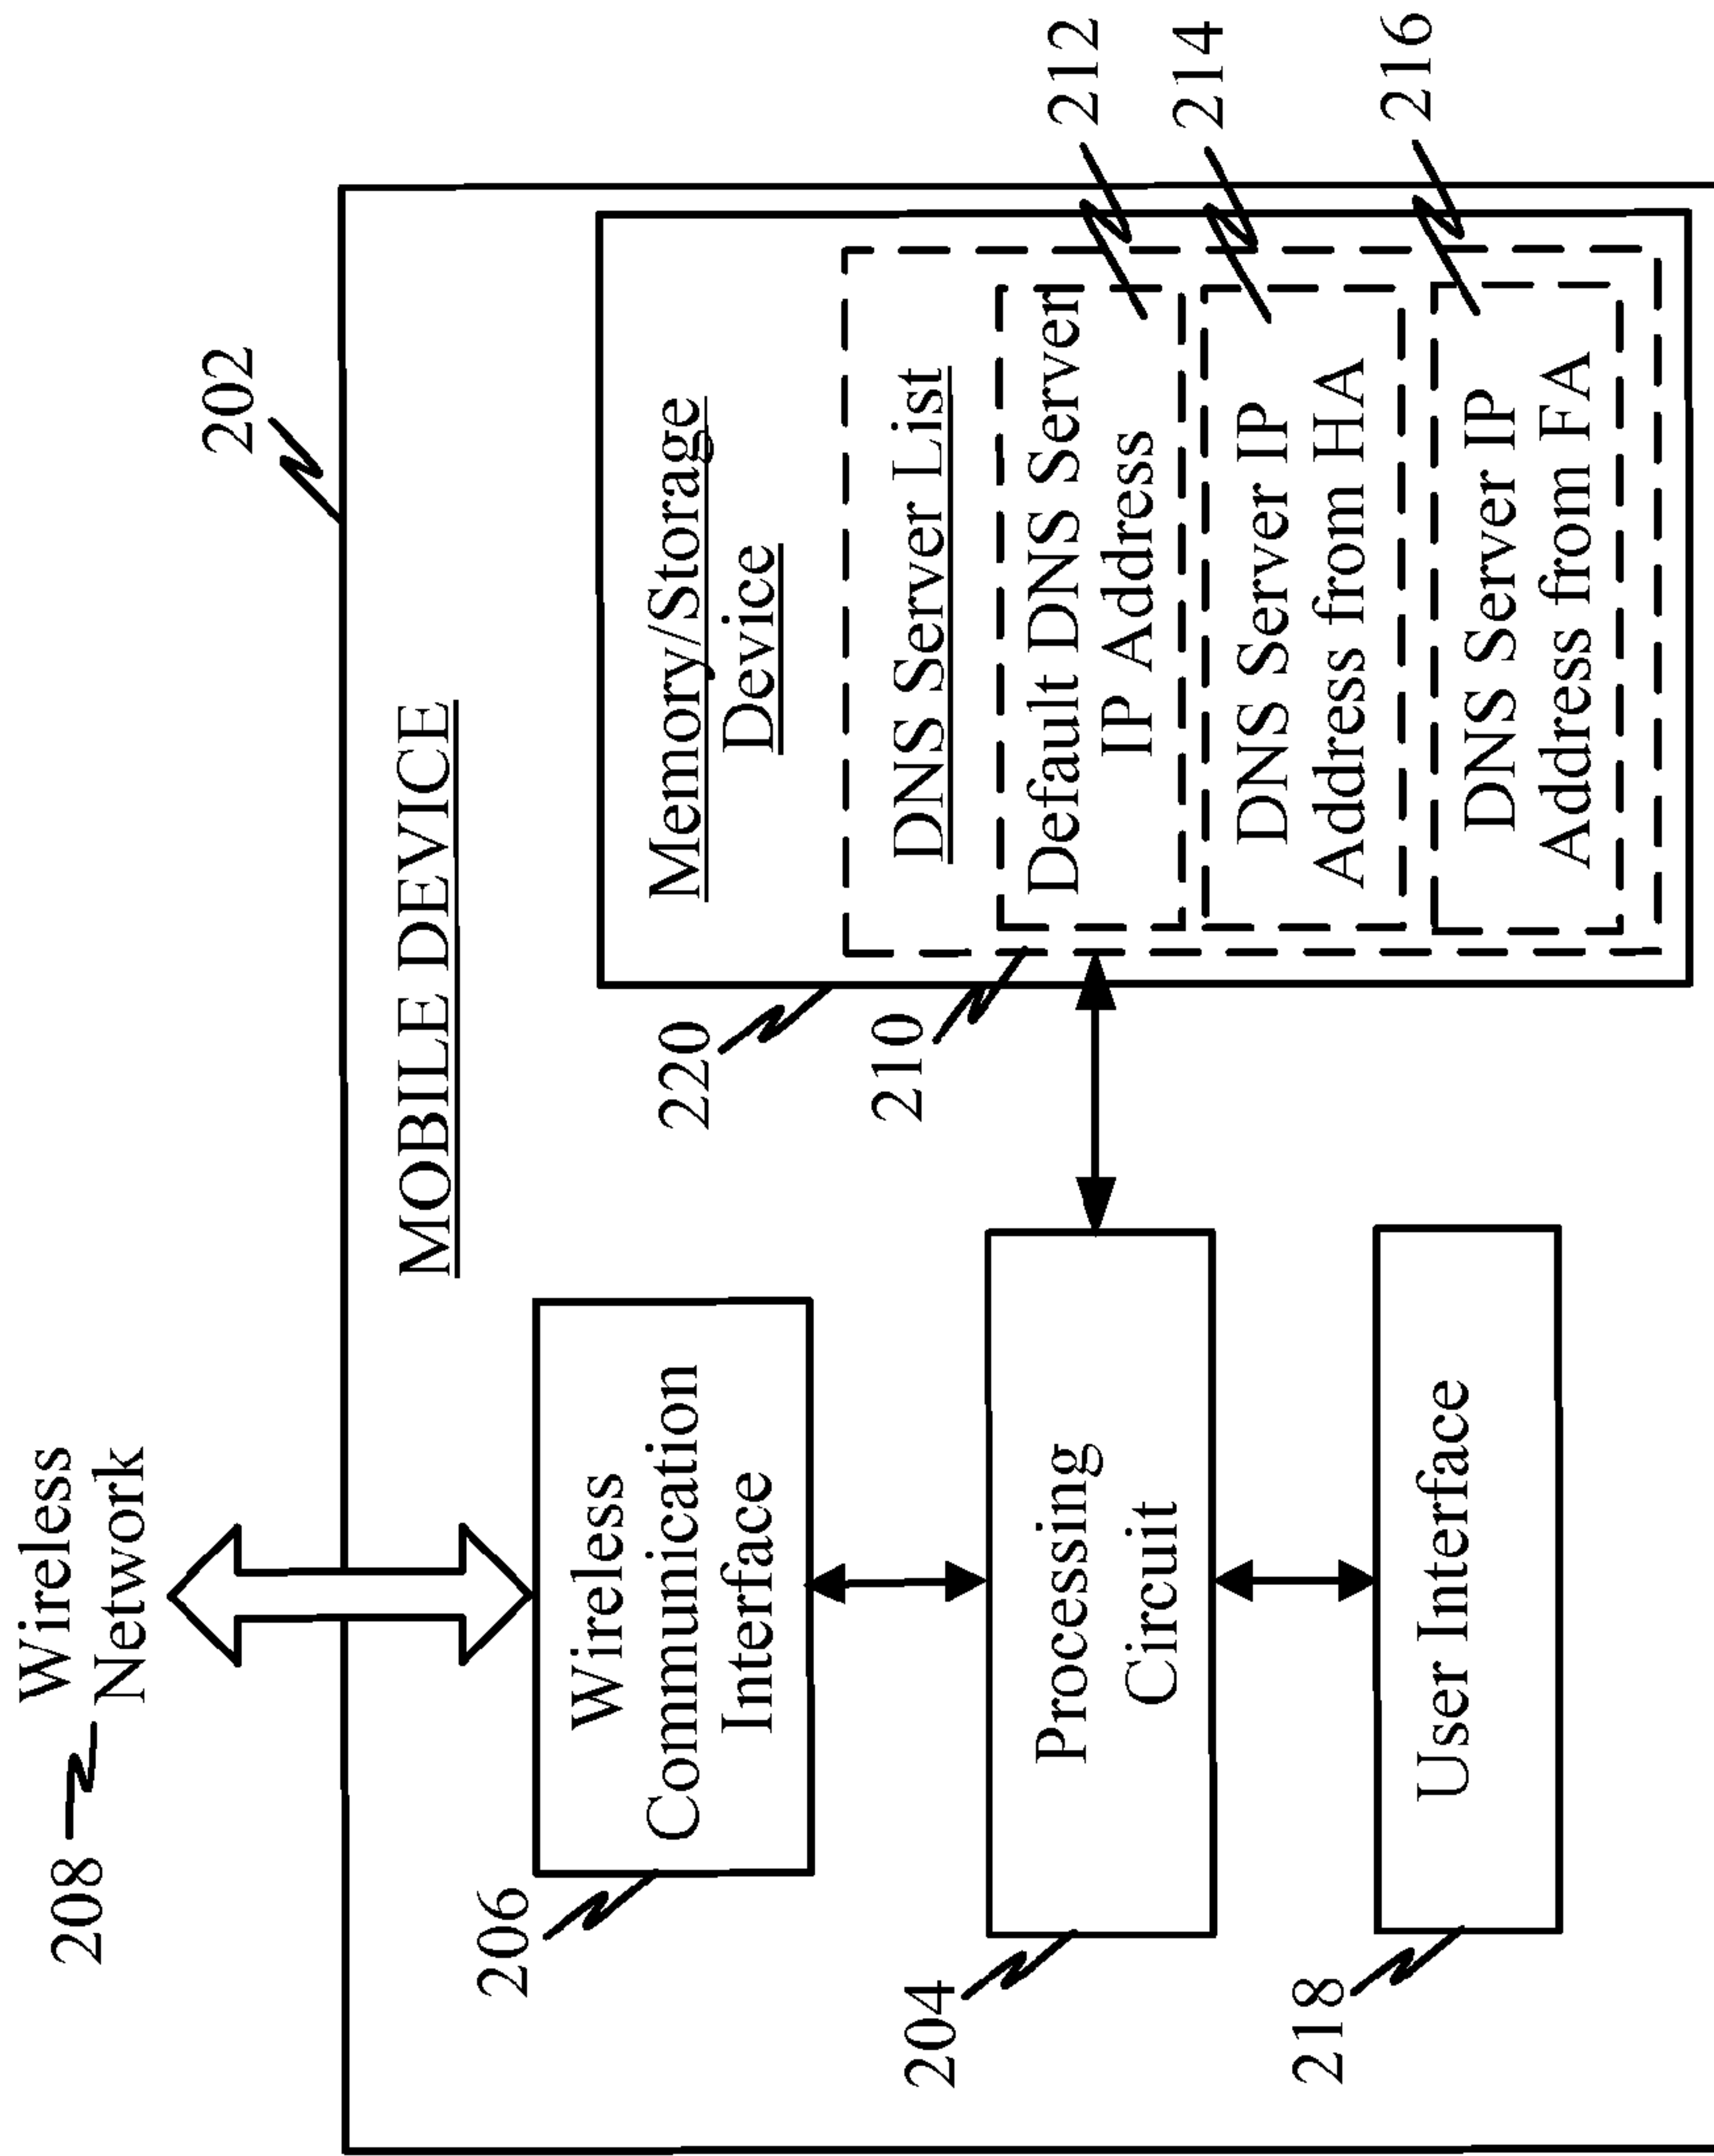 208
Wireless
Network
202
MOBILE DEVICE
206
Wireless
Communication
Interface
204
Processing
Circuit
218
User Interface
220
Memory/Storage
Device
210
DNS Server List
Default DNS Server
IP Address
212
DNS Server IP
Address from HA
214
DNS Server IP
Address from FA
216